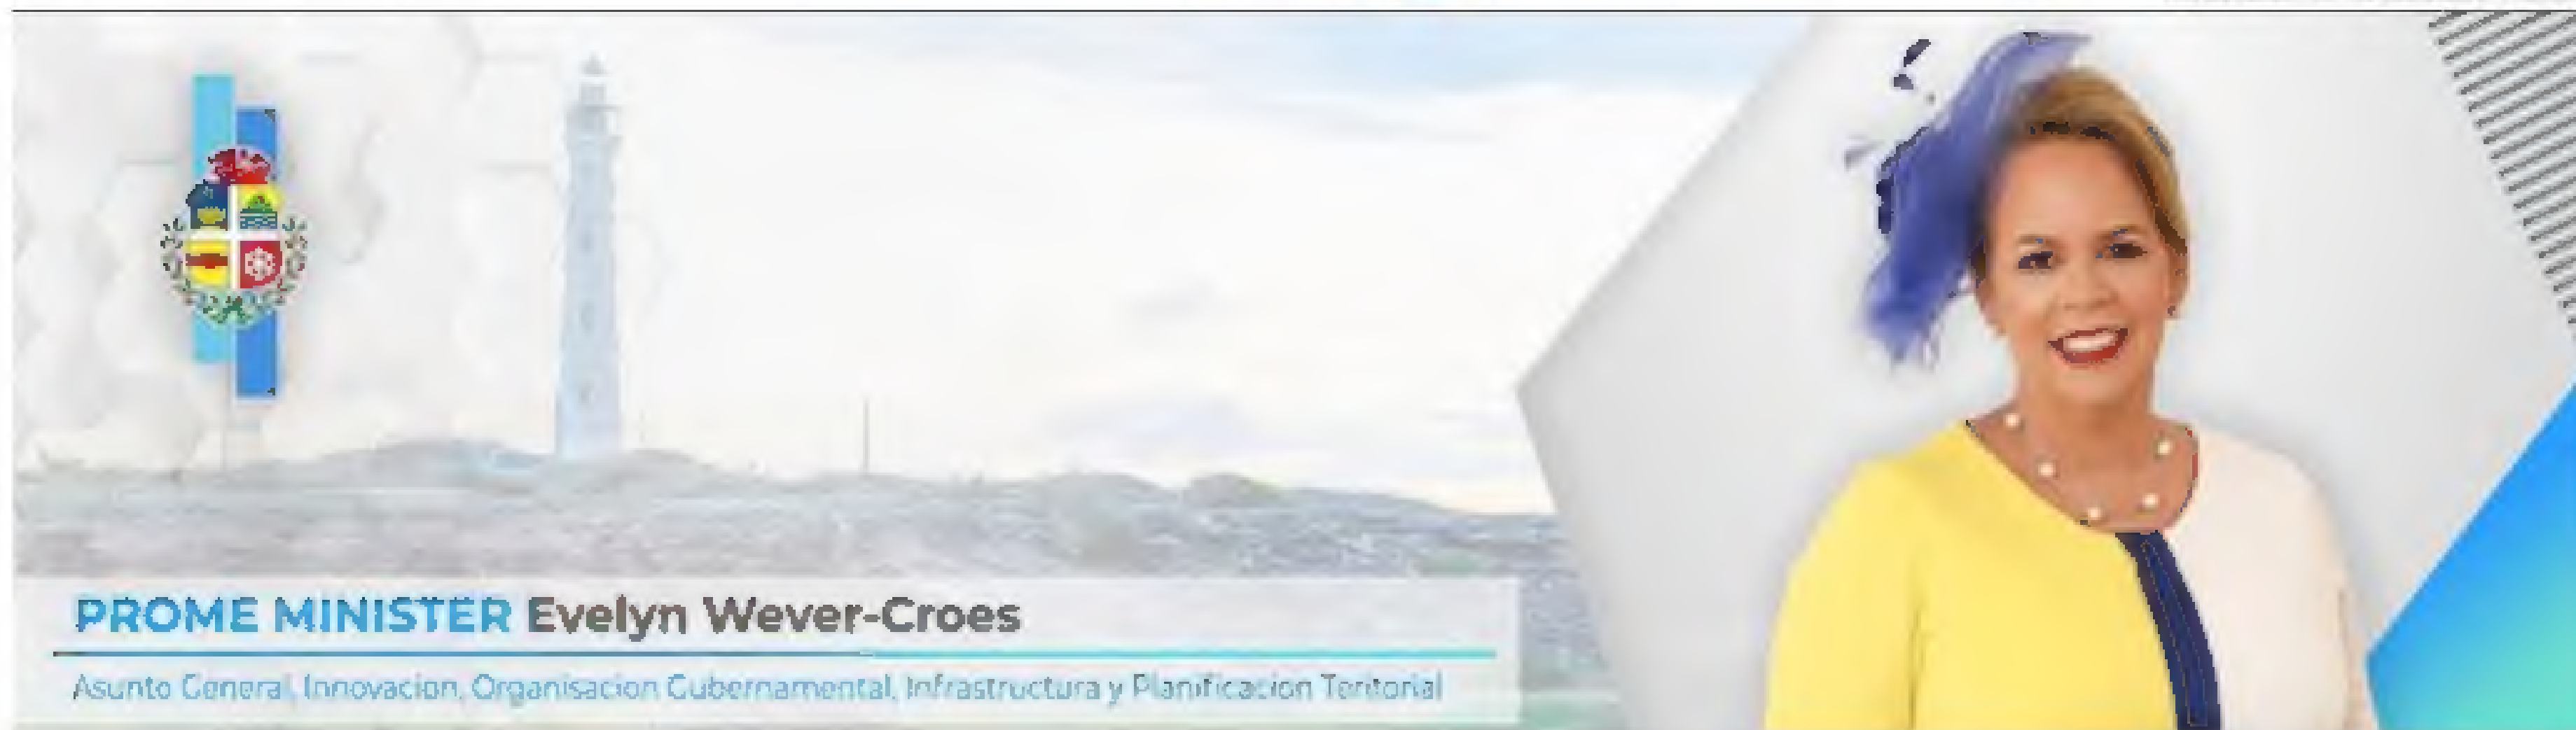 PROME MINISTER Evelyn Wever-Croes
Asunto General, Innovacion, Organisacion Gubernamental, Infrastructura y Planificacion Teritorial